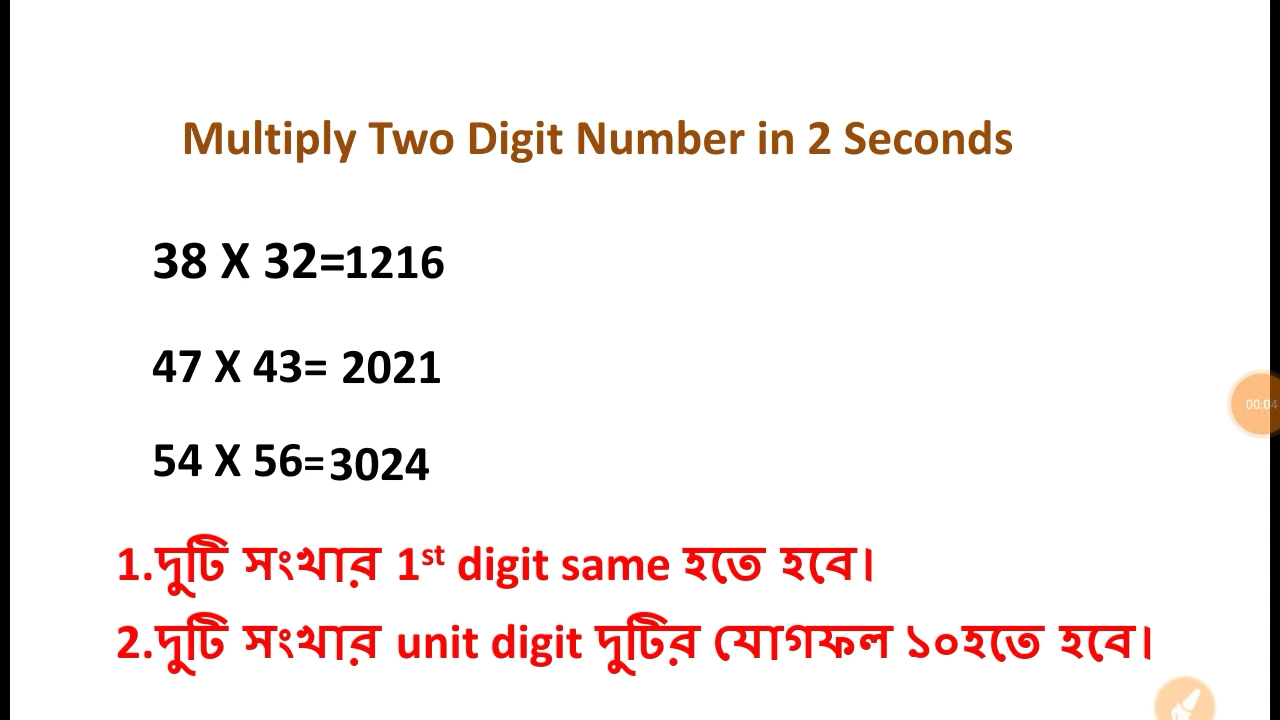 Multiply Two Digit Number in 2 Seconds
38 X 32=1216
47 X 43= 2021
54 X 56=3024
1.দুটি সংখার 1st digit same হতে হবে।
2.দুটি সংখার unit digit দুটির যোগফল ১০হতে হবে।
00:04